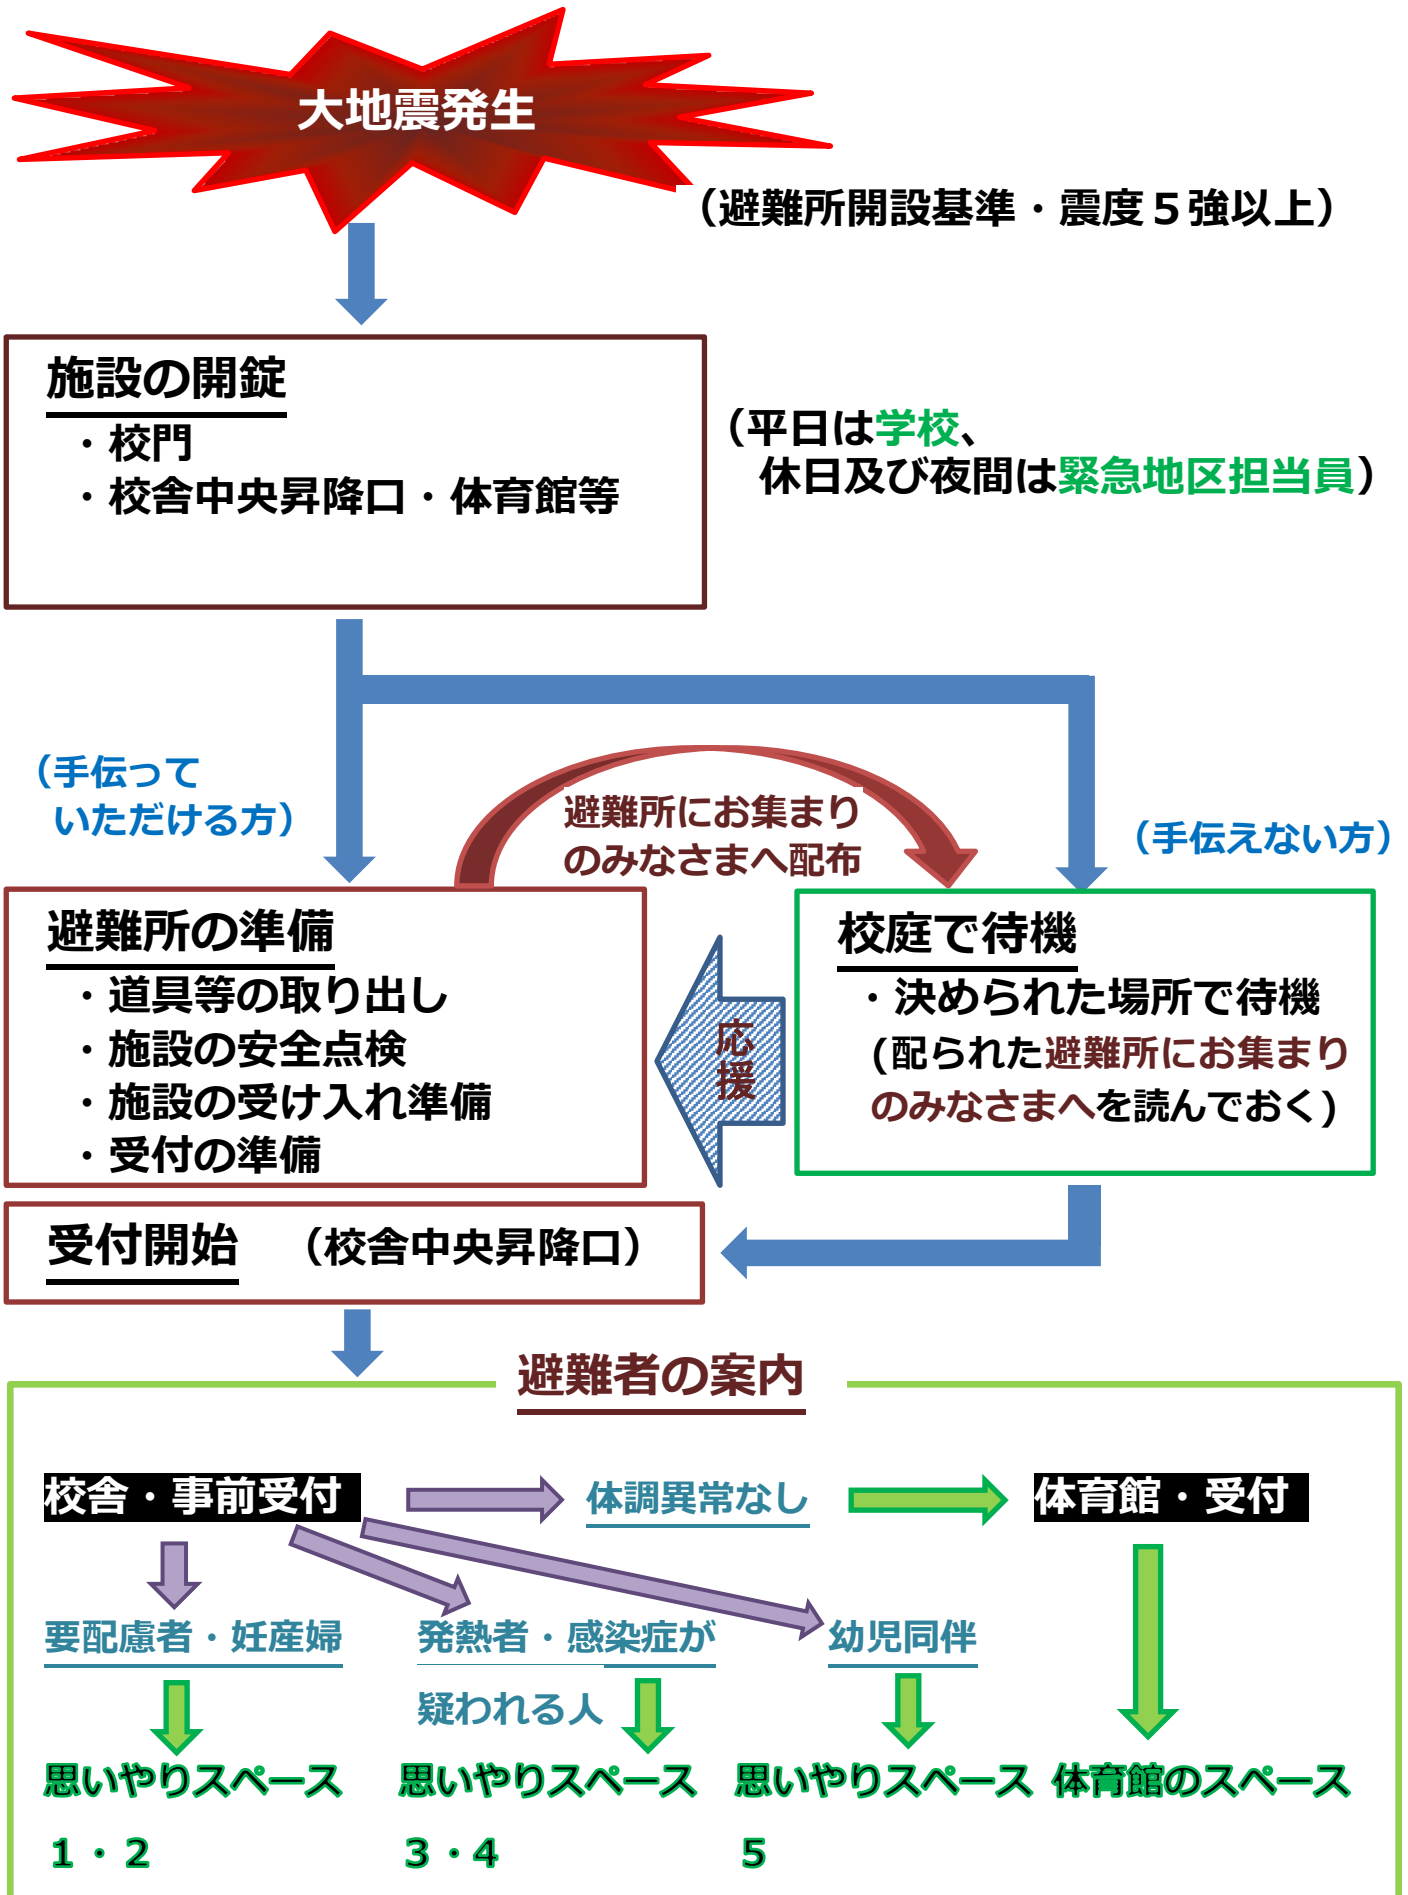 大地震発生
（避難所開設基準・震度５強以上）
施設の開錠
・校門
・校舎中央昇降口・体育館等
（平日は学校、
休日及び夜間は緊急地区担当員）
（手伝って
いただける方）
避難所にお集まり
のみなさまへ配布
（手伝えない方）
避難所の準備
・道具等の取り出し
・施設の安全点検
・施設の受け入れ準備
・受付の準備
応
援
校庭で待機
・決められた場所で待機
(配られた避難所にお集まり
のみなさまへを読んでおく)
受付開始　（校舎中央昇降口）
避難者の案内
校舎・事前受付
体調異常なし
体育館・受付
要配慮者・妊産婦
発熱者・感染症が
疑われる人
幼児同伴
思いやりスペース
１・２
思いやりスペース
３・４
思いやりスペース
５
体育館のスペース